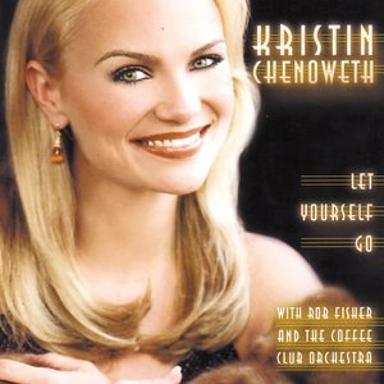 KRISTIN
CHENOWETH
LET
YOURSELF
GO
WITH ROB FISHER
AND THE COFFEE
CLUB ORCHESTRA